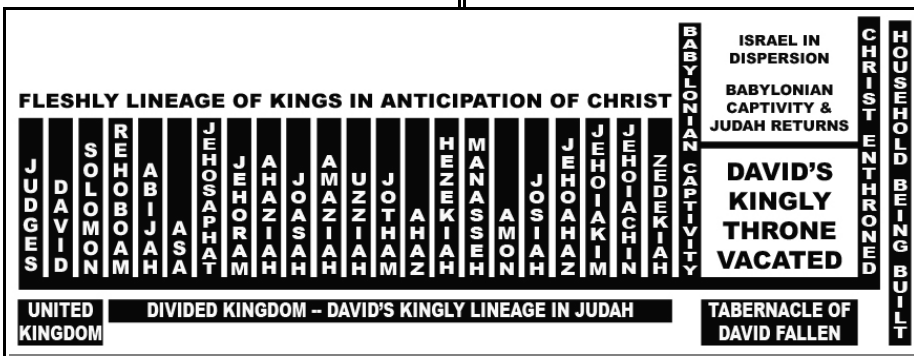 FLESHLY LINEAGE OF KINGS IN ANTICIPATION OF CHRIST
JUDGES
DAVID
SOLOMON
REHOBOAM
ABIJAH
ASA
JEHOSAPHAT
JEHORAM
AHAZIAH
JOASAH
AMAZIAH
UZZIAH
JOTHAM
AHAZ
HEZEKIAH
MANASSEH
AMON
JOSIAH
JEHOAHAZ
JEHOIAKIM
JEHOIACHIN
ZEDEKIAH
BABYLONIAN CAPTIVITY
ISRAEL IN
DISPERSION
BABYLONIAN
CAPTIVITY &
JUDAH RETURNS
DAVID'S
KINGLY
THRONE
VACATED
CHRIST ENTHRONED
HOUSEHOLD BEING BUILT
UNITED
KINGDOM
DIVIDED KINGDOM -- DAVID'S KINGLY LINEAGE IN JUDAH
TABERNACLE OF
DAVID FALLEN